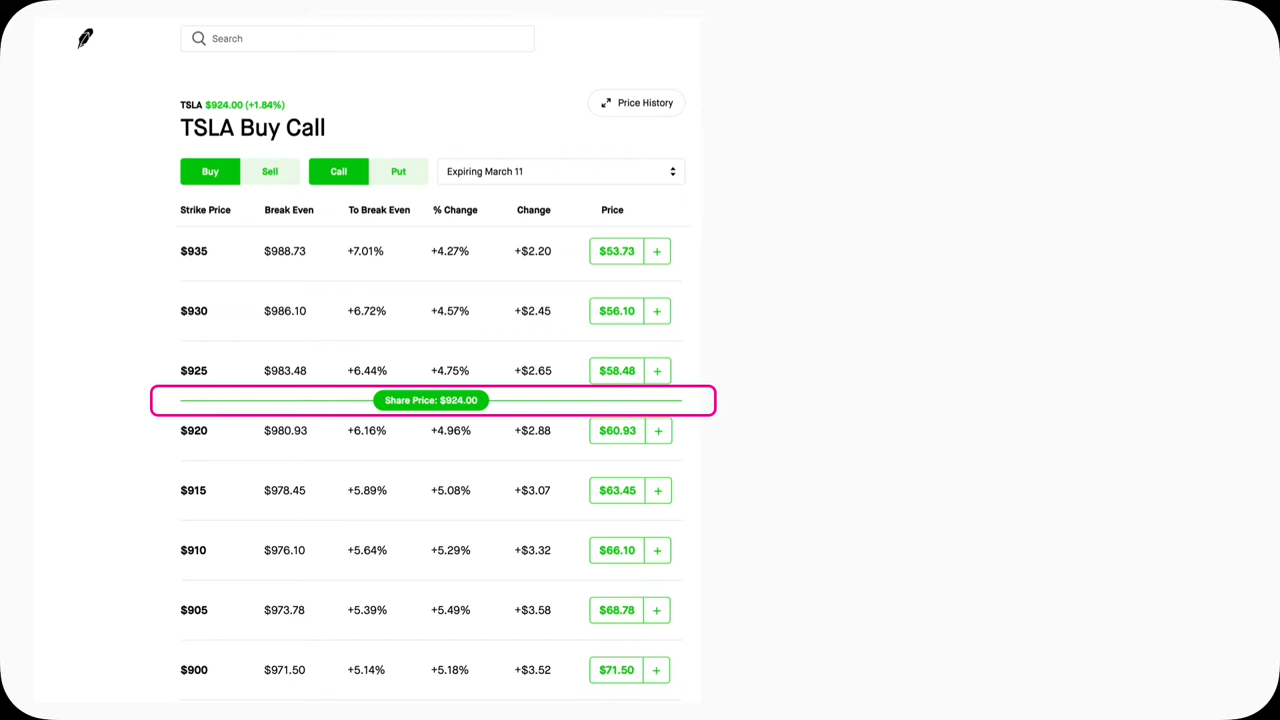 Search
TSLA $924.00 (+1.84%)
Price History
TSLA Buy Call
Buy Sell Call Put Expiring March 11
Strike Price Break Even To Break Even % Change Change Price
$935 $988.73 +7.01% +4.27% +$2.20 $53.73 +
$930 $986.10 +6.72% +4.57% +$2.45 $56.10 +
$925 $983.48 +6.44% +4.75% +$2.65 $58.48 +
Share Price: $924.00
$920 $980.93 +6.16% +4.96% +$2.88 $60.93 +
$915 $978.45 +5.89% +5.08% +$3.07 $63.45 +
$910 $976.10 +5.64% +5.29% +$3.32 $66.10 +
$905 $973.78 +5.39% +5.49% +$3.58 $68.78 +
$900 $971.50 +5.14% +5.18% +$3.52 $71.50 +